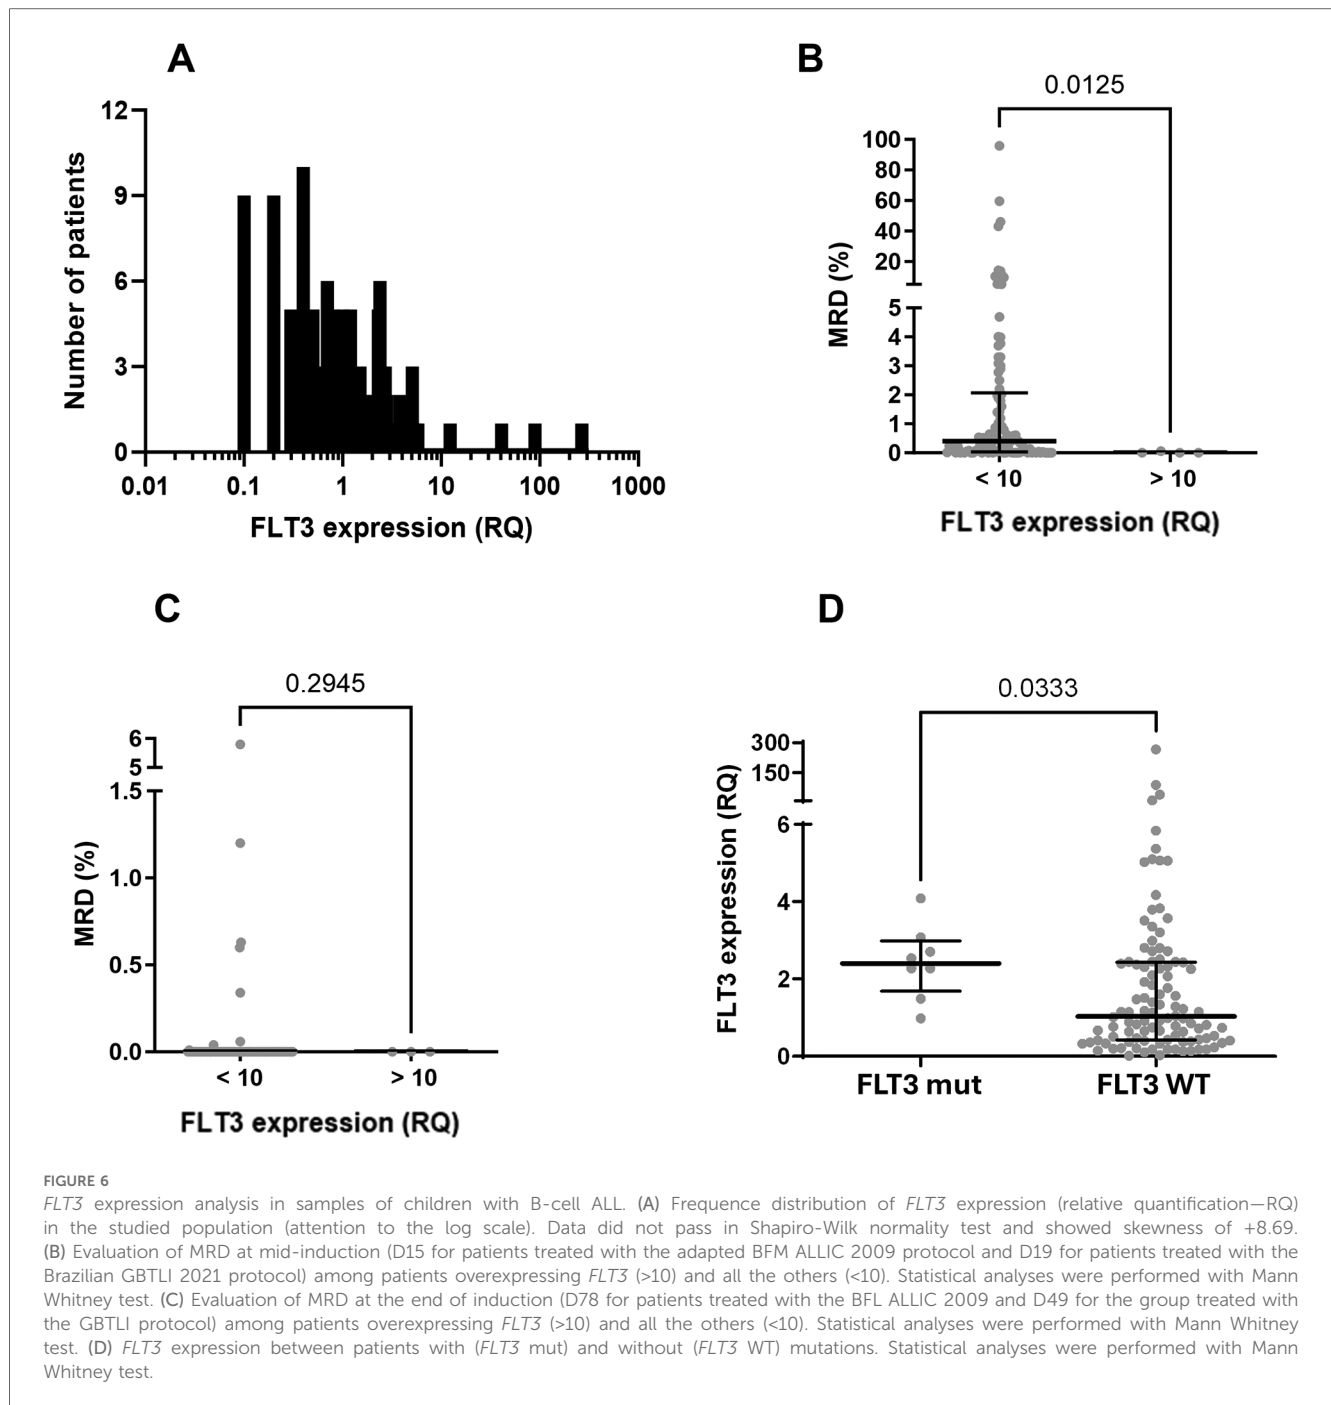 A
12
9
6
3
0
Number of patients
0.01 0.1 1 10 100 1000
FLT3 expression (RQ)
B
0.0125
100
80
60
40
20
5
4
3
2
1
0
MRD (%)
< 10 > 10
FLT3 expression (RQ)
C
0.2945
6
5
1.5
1.0
0.5
0.0
MRD (%)
< 10 > 10
FLT3 expression (RQ)
D
0.0333
300
150
6
4
2
0
FLT3 expression (RQ)
FLT3 mut FLT3 WT
FIGURE 6
FLT3 expression analysis in samples of children with B-cell ALL. (A) Frequence distribution of FLT3 expression (relative quantification—RQ)
in the studied population (attention to the log scale). Data did not pass in Shapiro-Wilk normality test and showed skewness of +8.69.
(B) Evaluation of MRD at mid-induction (D15 for patients treated with the adapted BFM ALLIC 2009 protocol and D19 for patients treated with the
Brazilian GBTLI 2021 protocol) among patients overexpressing FLT3 (>10) and all the others (<10). Statistical analyses were performed with Mann
Whitney test. (C) Evaluation of MRD at the end of induction (D78 for patients treated with the BFL ALLIC 2009 and D49 for the group treated with
the GBTLI protocol) among patients overexpressing FLT3 (>10) and all the others (<10). Statistical analyses were performed with Mann Whitney
test. (D) FLT3 expression between patients with (FLT3 mut) and without (FLT3 WT) mutations. Statistical analyses were performed with Mann
Whitney test.